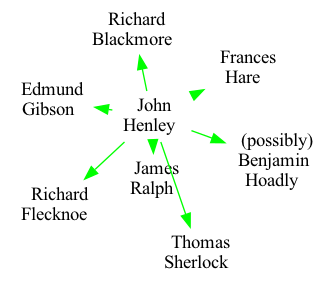 Richard
Blackmore
Frances
Hare
Edmund
Gibson
John
Henley
(possibly)
Benjamin
Hoadly
James
Ralph
Richard
Flecknoe
Thomas
Sherlock